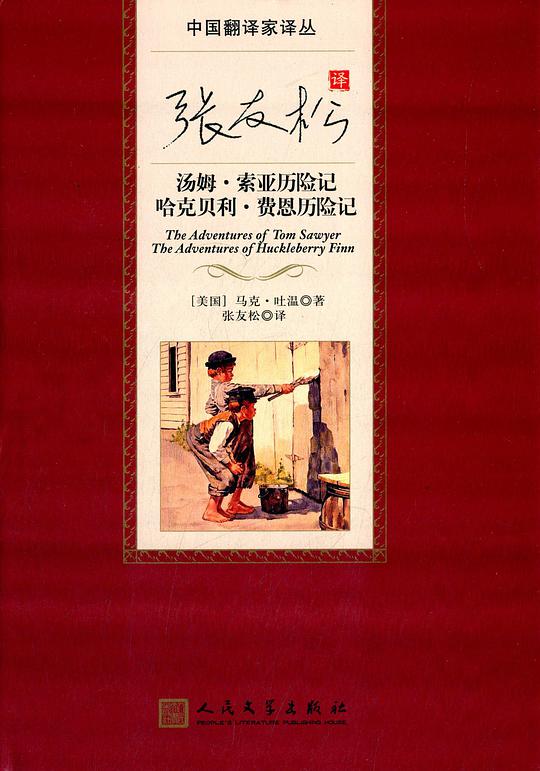 中国翻译家译丛
张友松
译
汤姆·索亚历险记
哈克贝利·费恩历险记
The Adventures of Tom Sawyer
The Adventures of Huckleberry Finn
[美国] 马克·吐温◎著
张友松◎译
人民文学出版社
PEOPLE'S LITERATURE PUBLISHING HOUSE